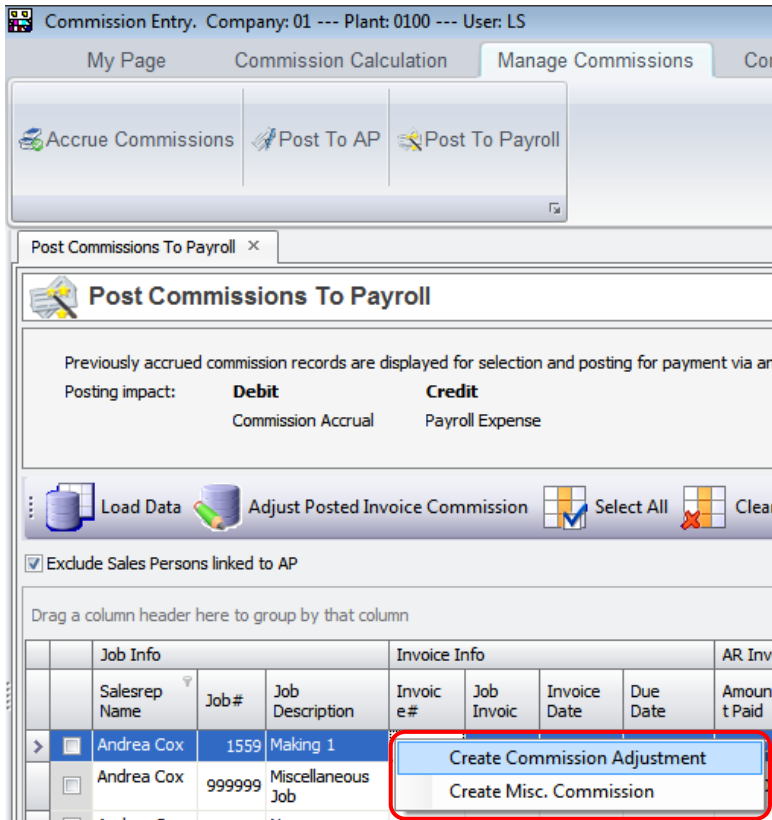 Commission Entry. Company: 01 --- Plant: 0100 --- User: LS
My Page Commission Calculation Manage Commissions
Accrue Commissions Post To AP Post To Payroll
Post Commissions To Payroll
Post Commissions To Payroll
Previously accrued commission records are displayed for selection and posting for payment via
Posting impact: Debit Credit
Commission Accrual Payroll Expense
Load Data Adjust Posted Invoice Commission Select All Clear
Exclude Sales Persons linked to AP
Drag a column header here to group by that column
Job Info Invoice Info AR Inv
Salesrep Name Job# Job Description Invoic e# Job Invoic Invoice Date Due Date Amoun t Paid
Andrea Cox 1559 Making 1
Create Commission Adjustment
Andrea Cox 999999 Miscellaneous Job
Create Misc. Commission